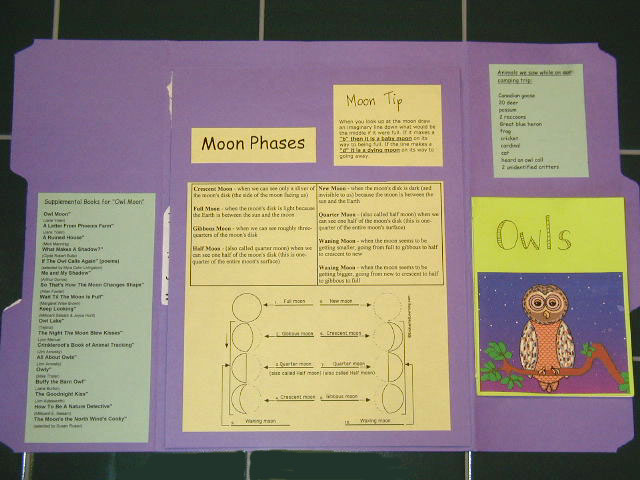 Supplemental Books for "Owl Moon"
Owl Moon"
(Jane Yolen)
A Letter From Phoenix Farm"
(Jane Yolen)
A Ruined House"
(Mick Manning)
What Makes A Shadow?"
(Clyde Robert Bulla)
If The Owl Calls Again" (poems)
(selected by Myra Cohn Livingston)
Me and My Shadow"
(Arthur Dorros)
So That's How The Moon Changes Shape"
(Allan Fowler)
Wait Til The Moon Is Full"
(Margaret Wise Brown)
Keep Looking"
(Millicent Selsam & Joyce Hunt)
Owl Lake"
(Tejima)
The Night The Moon Blew Kisses"
(Lynn Manuel
Crinkleroot's Book of Animal Tracking"
(Jim Arnosky)
All About Owls"
(Jim Arnosky)
Owly"
(Mike Thaler)
Buffy the Barn Owl"
(Jane Burton)
The Goodnight Kiss"
(Jim Aylesworth)
How To Be A Nature Detective"
(Millicent E. Selsam)
The Moon's the North Wind's Cooky"
(selected by Susan Russo)
Moon Phases
Moon Tip
When you look up at the moon draw
an imaginary line down what would be
the middle if it were full. If it makes a
"b" then it is a baby moon on its
way to being full. If the line makes a
"d" it is a dying moon on its way to
going away.
Crescent Moon - when we can see only a sliver of
the moon's disk (the side of the moon facing us)
Full Moon - when the moon's disk is light because
the Earth is between the sun and the moon
Gibbous Moon - when we can see roughly three-
quarters of the moon's disk
Half Moon - (also called quarter moon) when we
can see one half of the moon's disk (this is one-
quarter of the entire moon's surface)
New Moon - when the moon's disk is dark (and
invisible to us) because the moon is between the
sun and the Earth
Quarter Moon - (also called half moon) when we
can see one half of the moon's disk (this is one-
quarter of the entire moon's surface)
Waning Moon - when the moon seems to be
getting smaller, going from full to gibbous to half
to crescent to new
Waxing Moon - when the moon seems to be
getting bigger, going from new to crescent to half
to gibbous to full
1. Full moon
6. New moon
2. Gibbous moon
5. Crescent moon
3. Quarter moon
7. Quarter moon
(also called Half moon) (also called Half moon)
4. Crescent moon
8. Gibbous moon
9. Waning moon
10. Waxing moon
Animals we saw while on our
camping trip:
Canadian goose
20 deer
possum
2 raccoons
Great blue heron
frog
cricket
cardinal
cat
heard an owl call
2 unidentified critters
Owls